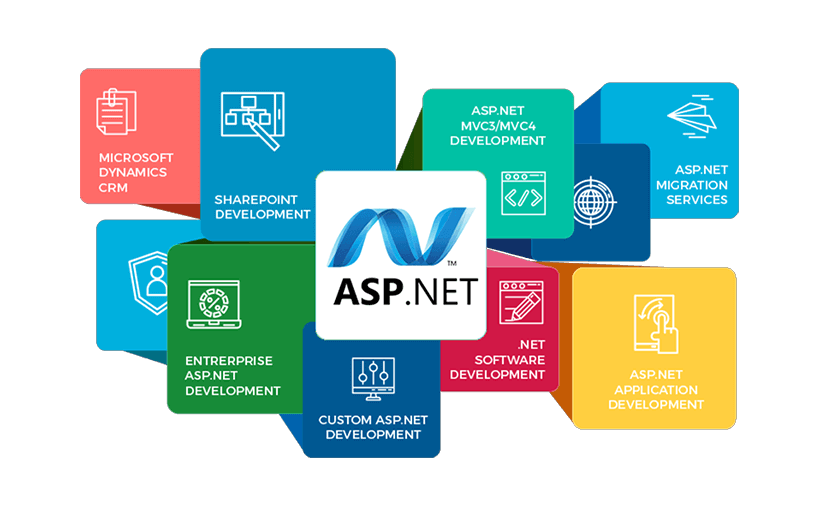 MICROSOFT
DYNAMICS
CRM
SHAREPOINT
DEVELOPMENT
ASP.NET
MVC3/MVC4
DEVELOPMENT
ASP.NET
MIGRATION
SERVICES
™
ASP.NET
ENTRERPRISE
ASP.NET
DEVELOPMENT
CUSTOM ASP.NET
DEVELOPMENT
.NET
SOFTWARE
DEVELOPMENT
ASP.NET
APPLICATION
DEVELOPMENT